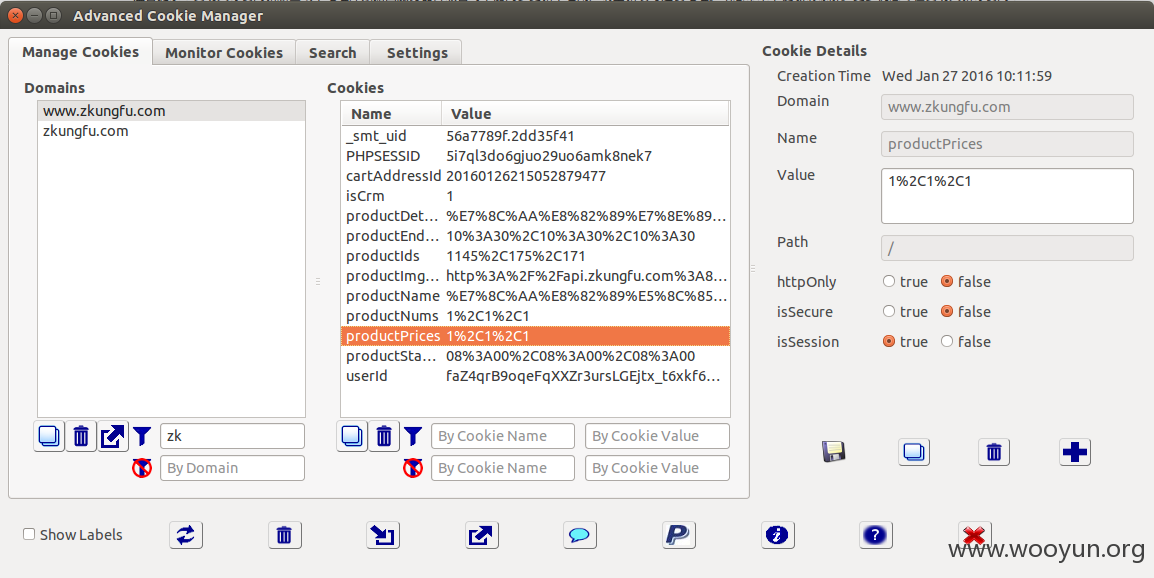 Advanced Cookie Manager
Manage Cookies Monitor Cookies Search Settings
Domains
www.zkungfu.com
zkungfu.com
zk
By Domain
Cookies
Name Value
_smt_uid 56a7789f.2dd35f41
PHPSESSID 5i7ql3do6gjuo29uo6amk8nek7
cartAddressId 20160126215052879477
isCrm 1
productDet... %E7%8C%AA%E8%82%89%E7%8E%89...
productEnd... 10%3A30%2C10%3A30%2C10%3A30
productIds 1145%2C175%2C171
productImg... http%3A%2F%2Fapi.zkungfu.com%3A8...
productName %E7%8C%AA%E8%82%89%E5%8C%85...
productNums 1%2C1%2C1
productPrices 1%2C1%2C1
productSta... 08%3A00%2C08%3A00%2C08%3A00
userId faZ4qrB9oqeFqXXZr3ursLGEjtx_t6xkf6...
By Cookie Name By Cookie Value
By Cookie Name By Cookie Value
Cookie Details
Creation Time Wed Jan 27 2016 10:11:59
Domain www.zkungfu.com
Name productPrices
Value 1%2C1%2C1
Path /
httpOnly true false
isSecure true false
isSession true false
Show Labels
www.wooyun.org